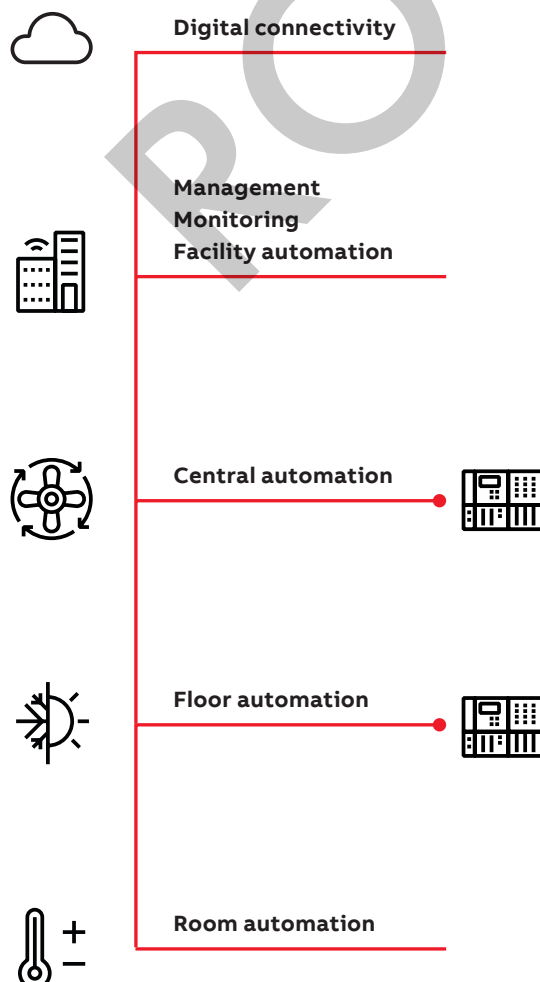 Digital connectivity
Management
Monitoring
Facility automation
Central automation
Floor automation
Room automation